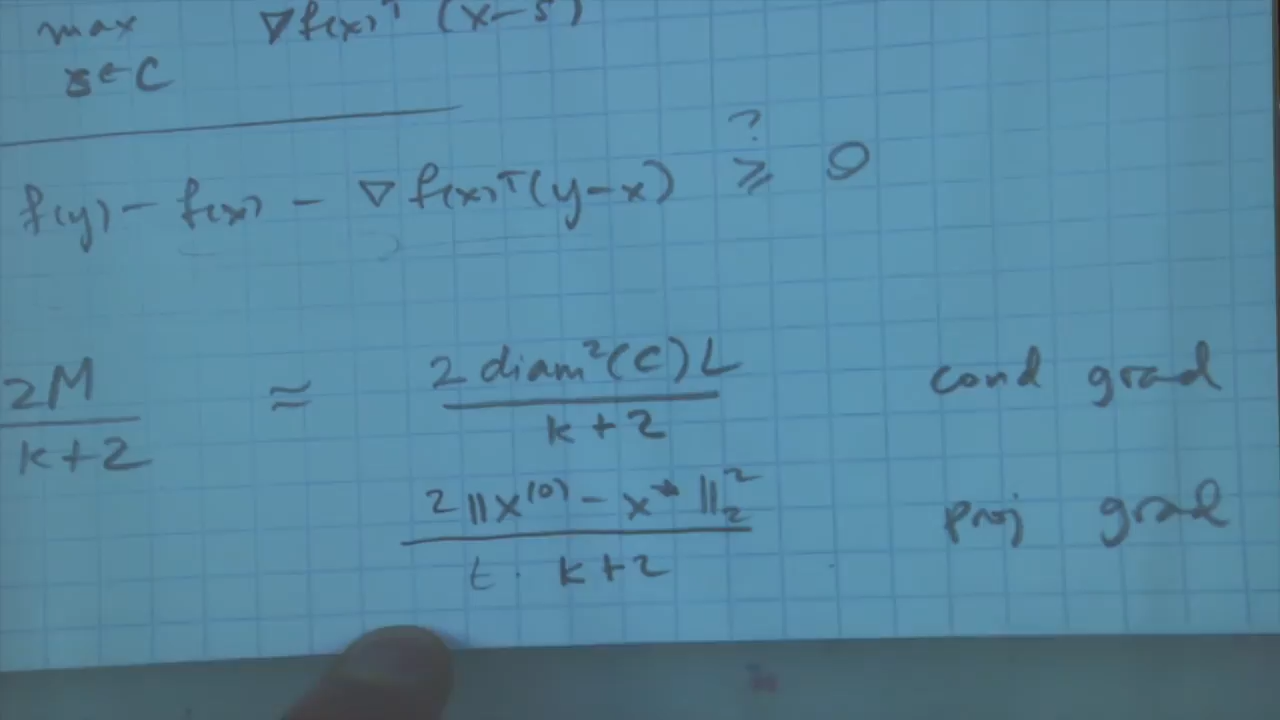 max ∇f(x)ᵀ (x-s)
s∈C
f(y) - f(x) - ∇f(x)ᵀ(y-x) ≥ 0
?
2M/k+2 ≈ 2 diam²(C)L/k+2 cond grad
2||x⁽⁰⁾ - x*||₂²/t · k+2 proj grad